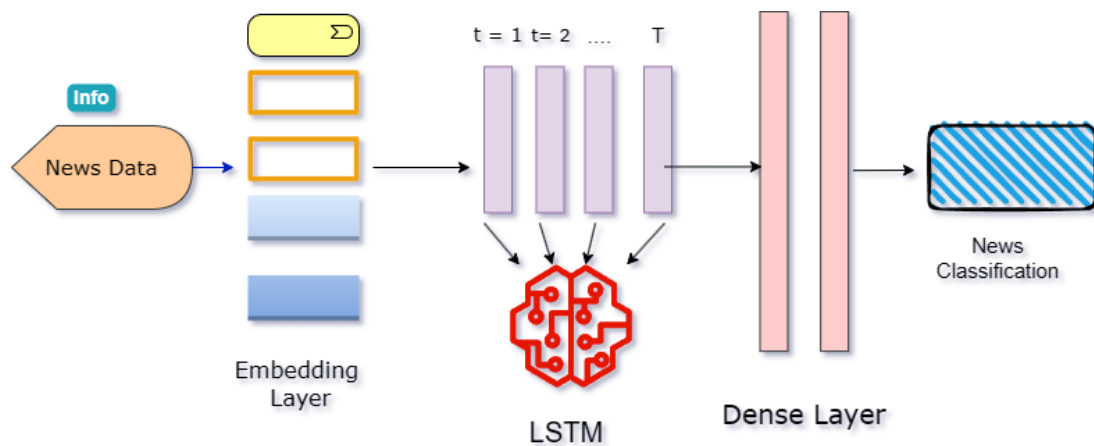 t = 1 t= 2 .... T
Info
News Data
News
Classification
Embedding
Layer
Dense Layer
LSTM